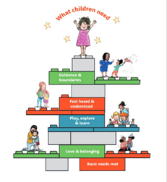 What children need
Guidance &
boundaries
Feel heard &
understood
Play, explore
& learn
Love & belonging
Basic needs met